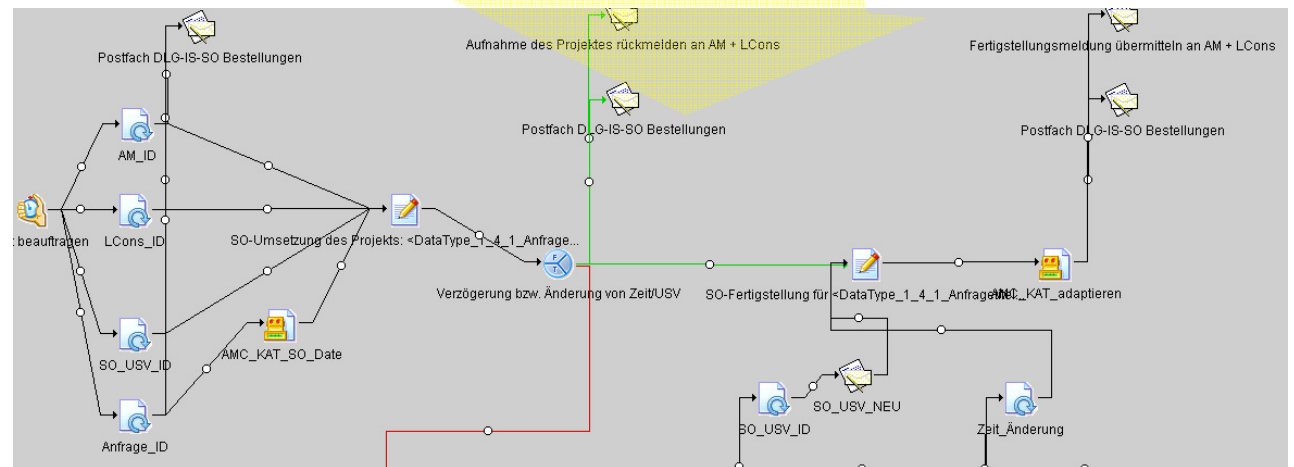 Postfach DLG-IS-SO Bestellungen
Aufnahme des Projektes rückmelden an AM + LCons
Fertigstellungsmeldung übermitteln an AM + LCons
Postfach DLG-IS-SO Bestellungen
Postfach DLG-IS-SO Bestellungen
AM_ID
beauftragen
LCons_ID
SO-Umsetzung des Projekts: <DataType_1_4_1_Anfrage...
F
T
Verzögerung bzw. Änderung von Zeit/USV
SO-Fertigstellung für <DataType_1_4_1_Anfrage
AMC_KAT_adaptieren
SO_USV_ID
AMC_KAT_SO_Date
SO_USV_NEU
SO_USV_ID
Zeit_Änderung
Anfrage_ID